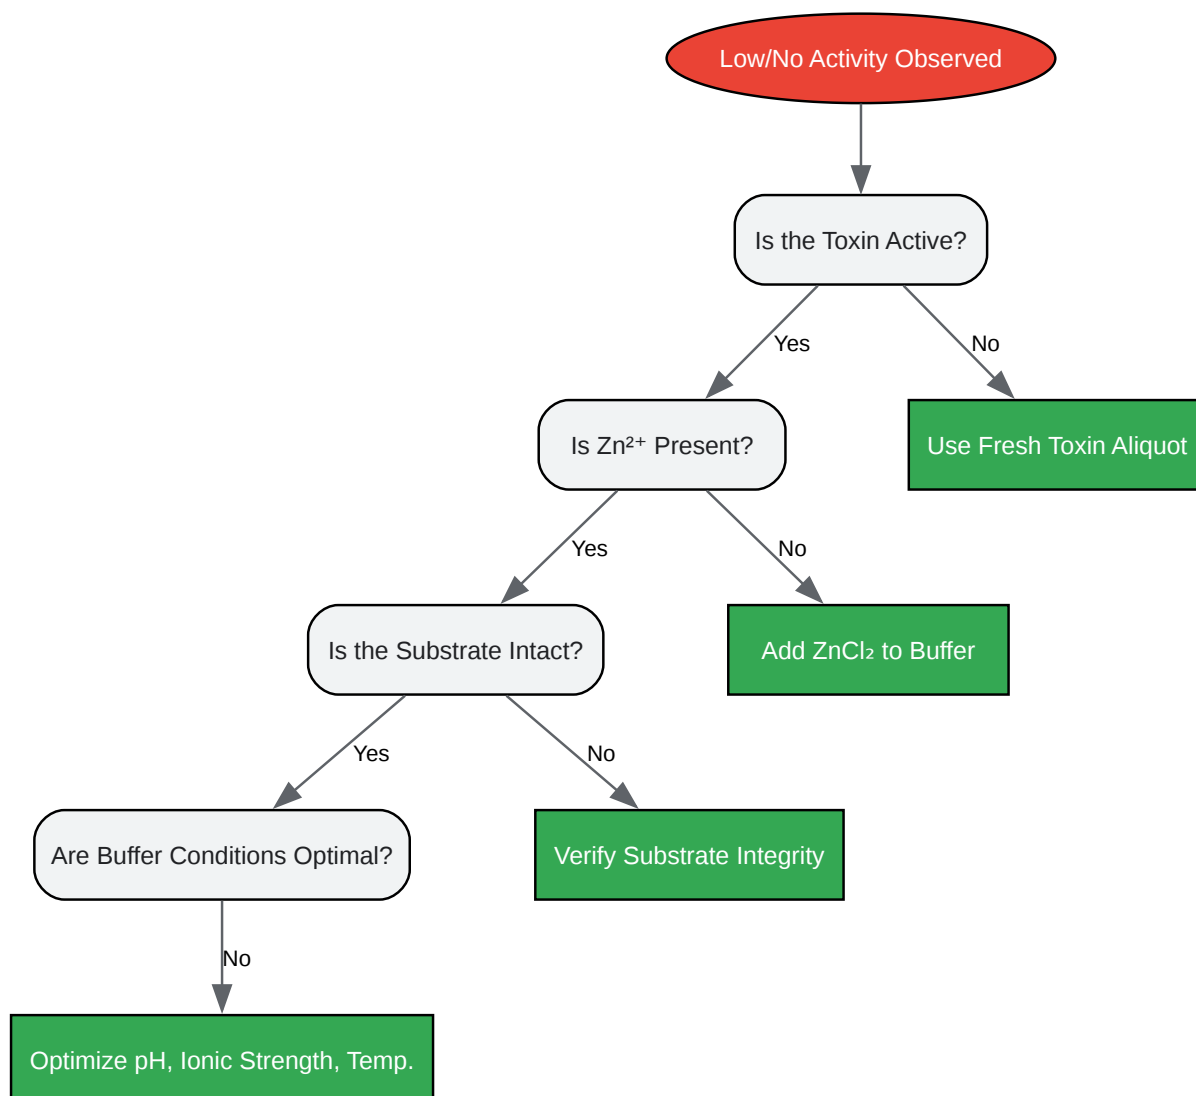 Low/No Activity Observed
Is the Toxin Active?
Yes
No
Is Zn²⁺ Present?
Use Fresh Toxin Aliquot
Yes
No
Is the Substrate Intact?
Add ZnCl₂ to Buffer
Yes
No
Are Buffer Conditions Optimal?
Verify Substrate Integrity
No
Optimize pH, Ionic Strength, Temp.